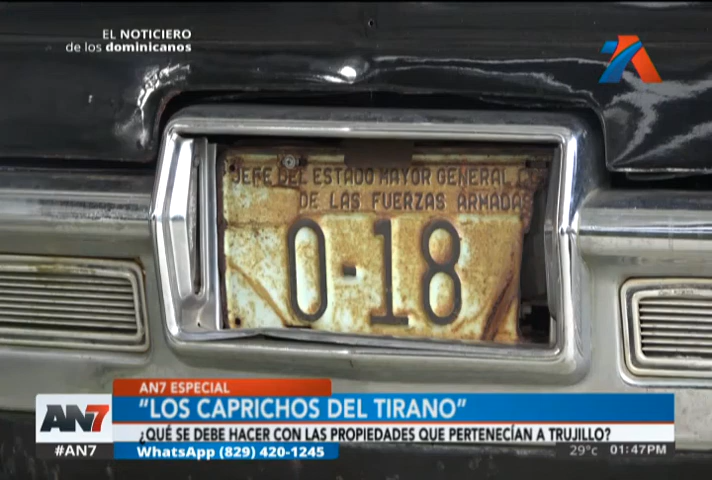 EL NOTICIERO
de los dominicanos
JEFE DEL ESTADO MAYOR GENERAL
DE LAS FUERZAS ARMADAS
0-18
AN7 ESPECIAL
"LOS CAPRICHOS DEL TIRANO"
AN7
¿QUÉ SE DEBE HACER CON LAS PROPIEDADES QUE PERTENECÍAN A TRUJILLO?
#AN7
WhatsApp (829) 420-1245
29°c 01:47PM